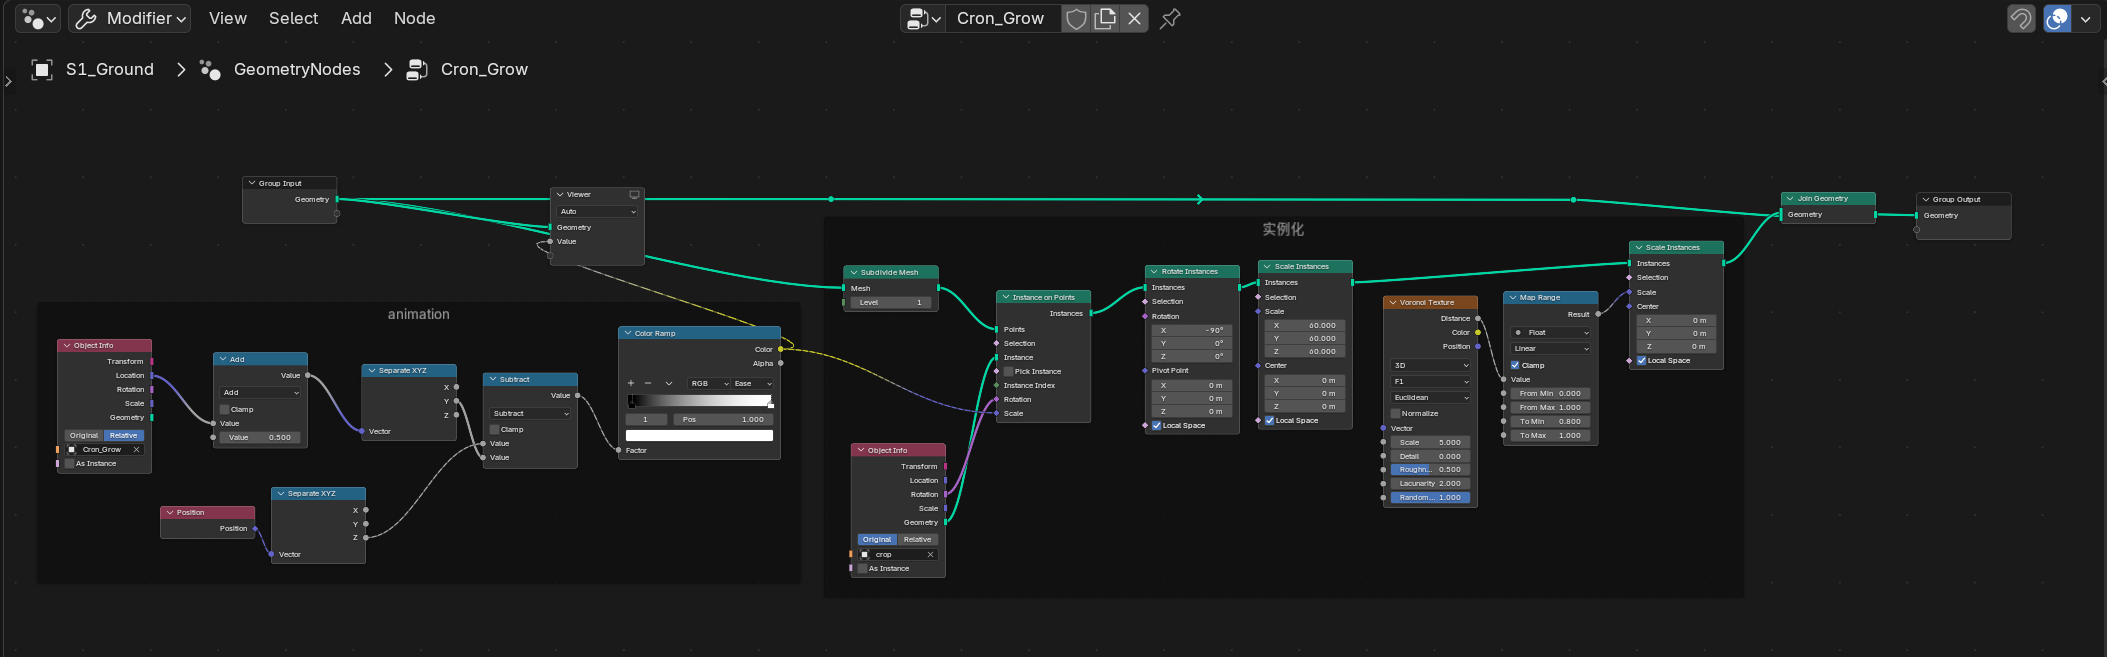 Modifier View Select Add Node Cron_Grow
S1_Ground GeometryNodes Cron_Grow
Group Input
Geometry
Viewer
Auto
Geometry
Value
Join Geometry
Geometry
Group Output
Geometry
animation
Object Info
Transform
Location
Rotation
Scale
Geometry
Original Relative
Cron_Grow
As Instance
Add
Value
Add
Clamp
Value
Value 0.500
Separate XYZ
X
Y
Z
Vector
Subtract
Value
Subtract
Clamp
Value
Value
Position
Position
Separate XYZ
X
Y
Z
Vector
Color Ramp
Color
Alpha
RGB Ease
1 Pos 1.000
Factor
实例化
Subdivide Mesh
Mesh
Level 1
Object Info
Transform
Location
Rotation
Scale
Geometry
Original Relative
crop
As Instance
Instance on Points
Instances
Points
Selection
Instance
Pick Instance
Instance Index
Rotation
Scale
Rotate Instances
Instances
Selection
Rotation
X -90°
Y 0°
Z 0°
Pivot Point
X 0 m
Y 0 m
Z 0 m
Local Space
Scale Instances
Instances
Selection
Scale
X 60.000
Y 60.000
Z 60.000
Center
X 0 m
Y 0 m
Z 0 m
Local Space
Voronoi Texture
Distance
Color
Position
3D
F1
Euclidean
Normalize
Vector
Scale 5.000
Detail 0.000
Roughn... 0.500
Lacunarity 2.000
Random... 1.000
Map Range
Result
Float
Linear
Clamp
Value
From Min 0.000
From Max 1.000
To Min 0.800
To Max 1.000
Scale Instances
Instances
Selection
Scale
Center
X 0 m
Y 0 m
Z 0 m
Local Space